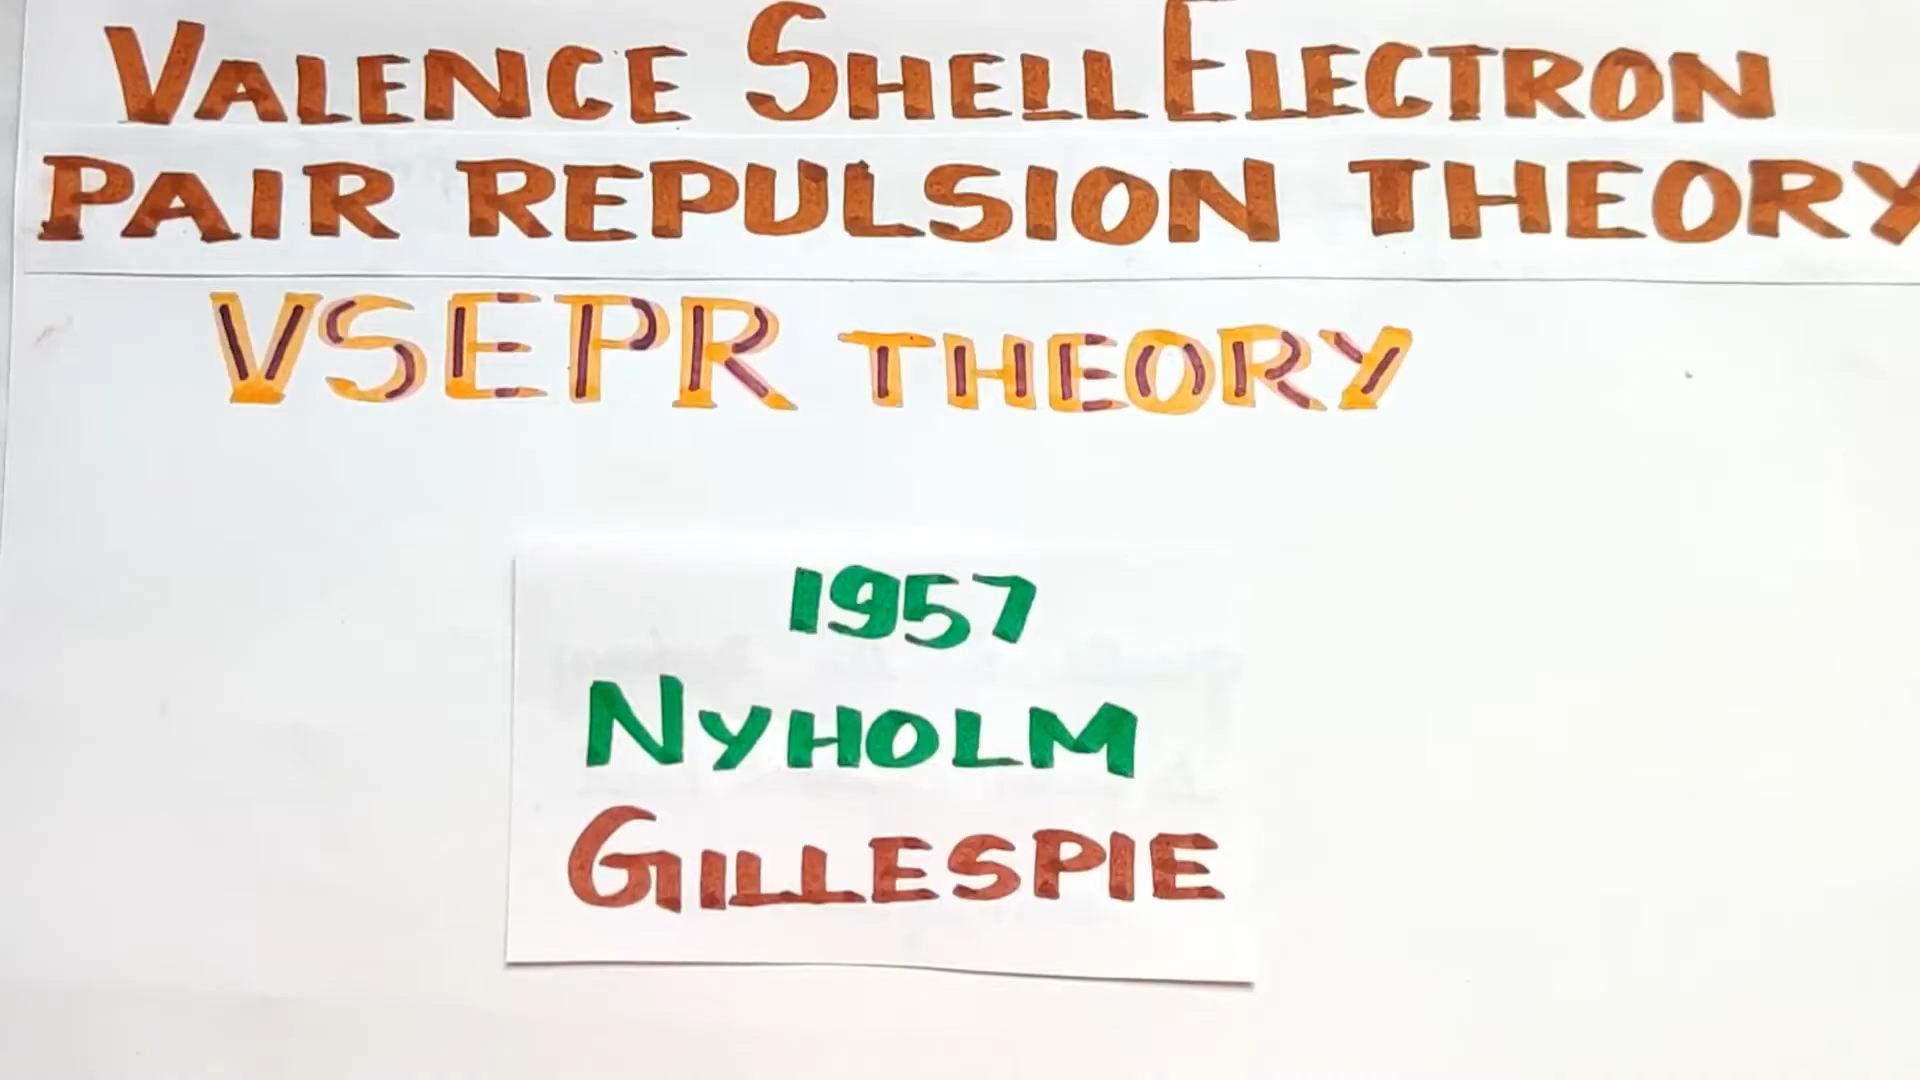 VALENCE SHELL ELECTRON
PAIR REPULSION THEORY
VSEPR THEORY
1957
NYHOLM
GILLESPIE